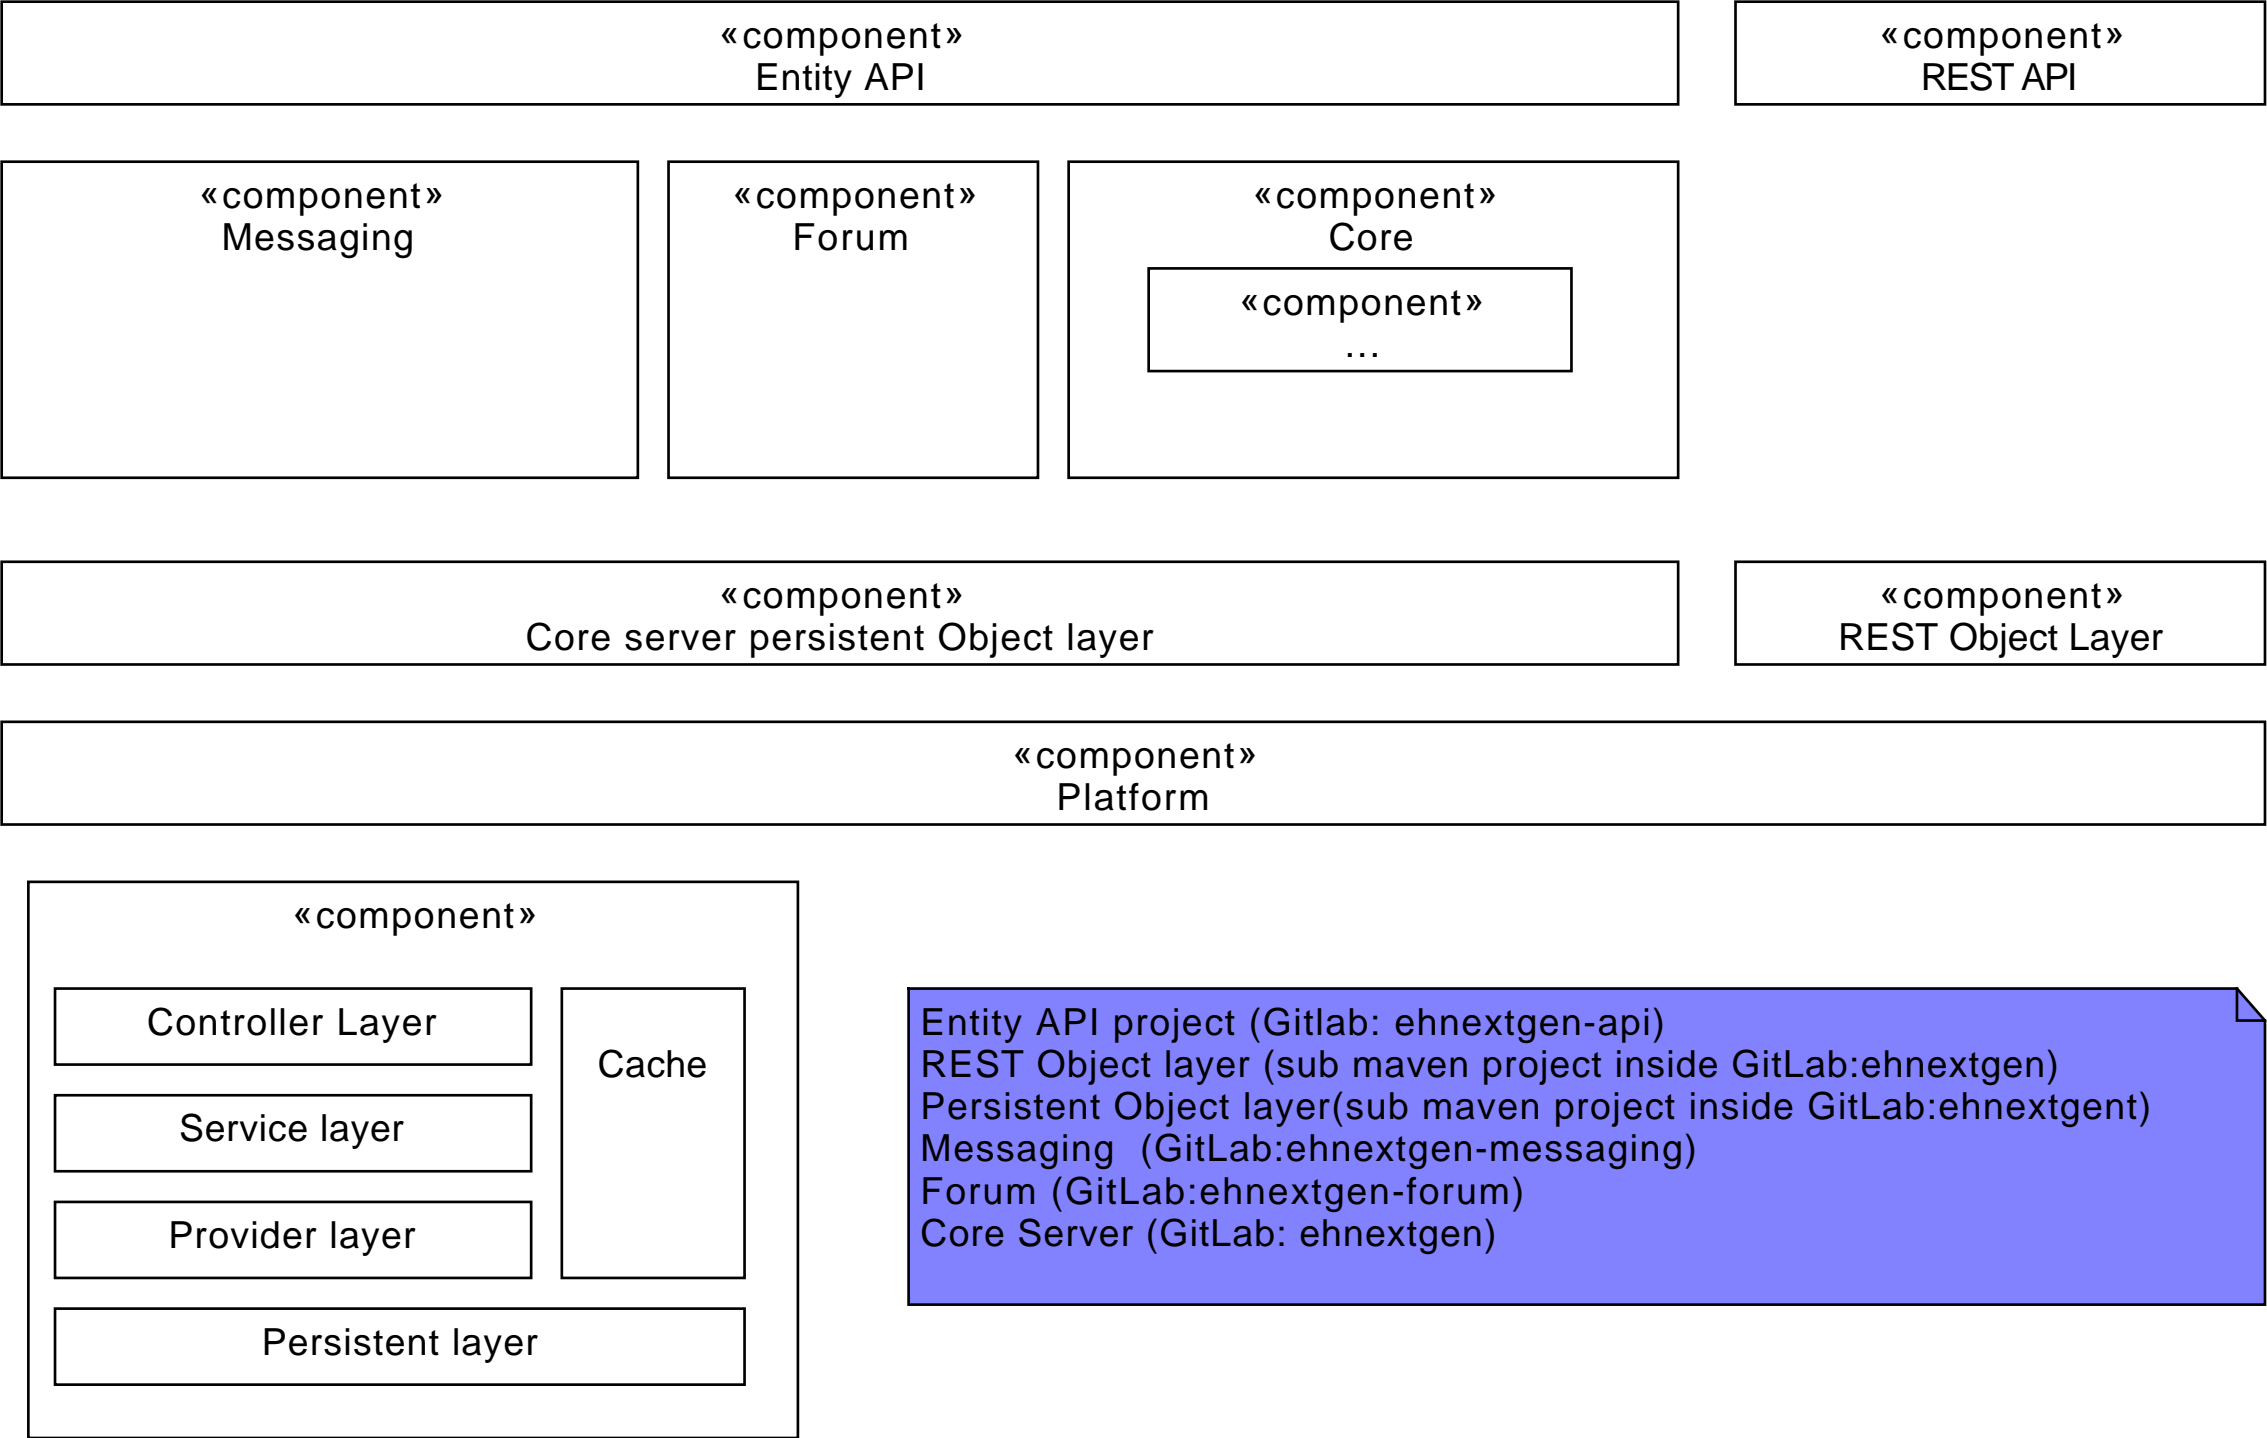 «component»
Entity API
«component»
REST API
«component»
Messaging
«component»
Forum
«component»
Core
«component»
...
«component»
Core server persistent Object layer
«component»
REST Object Layer
«component»
Platform
«component»
Controller Layer
Cache
Service layer
Provider layer
Persistent layer
Entity API project (Gitlab: ehnextgen-api)
REST Object layer (sub maven project inside GitLab:ehnextgen)
Persistent Object layer(sub maven project inside GitLab:ehnextgent)
Messaging  (GitLab:ehnextgen-messaging)
Forum (GitLab:ehnextgen-forum)
Core Server (GitLab: ehnextgen)